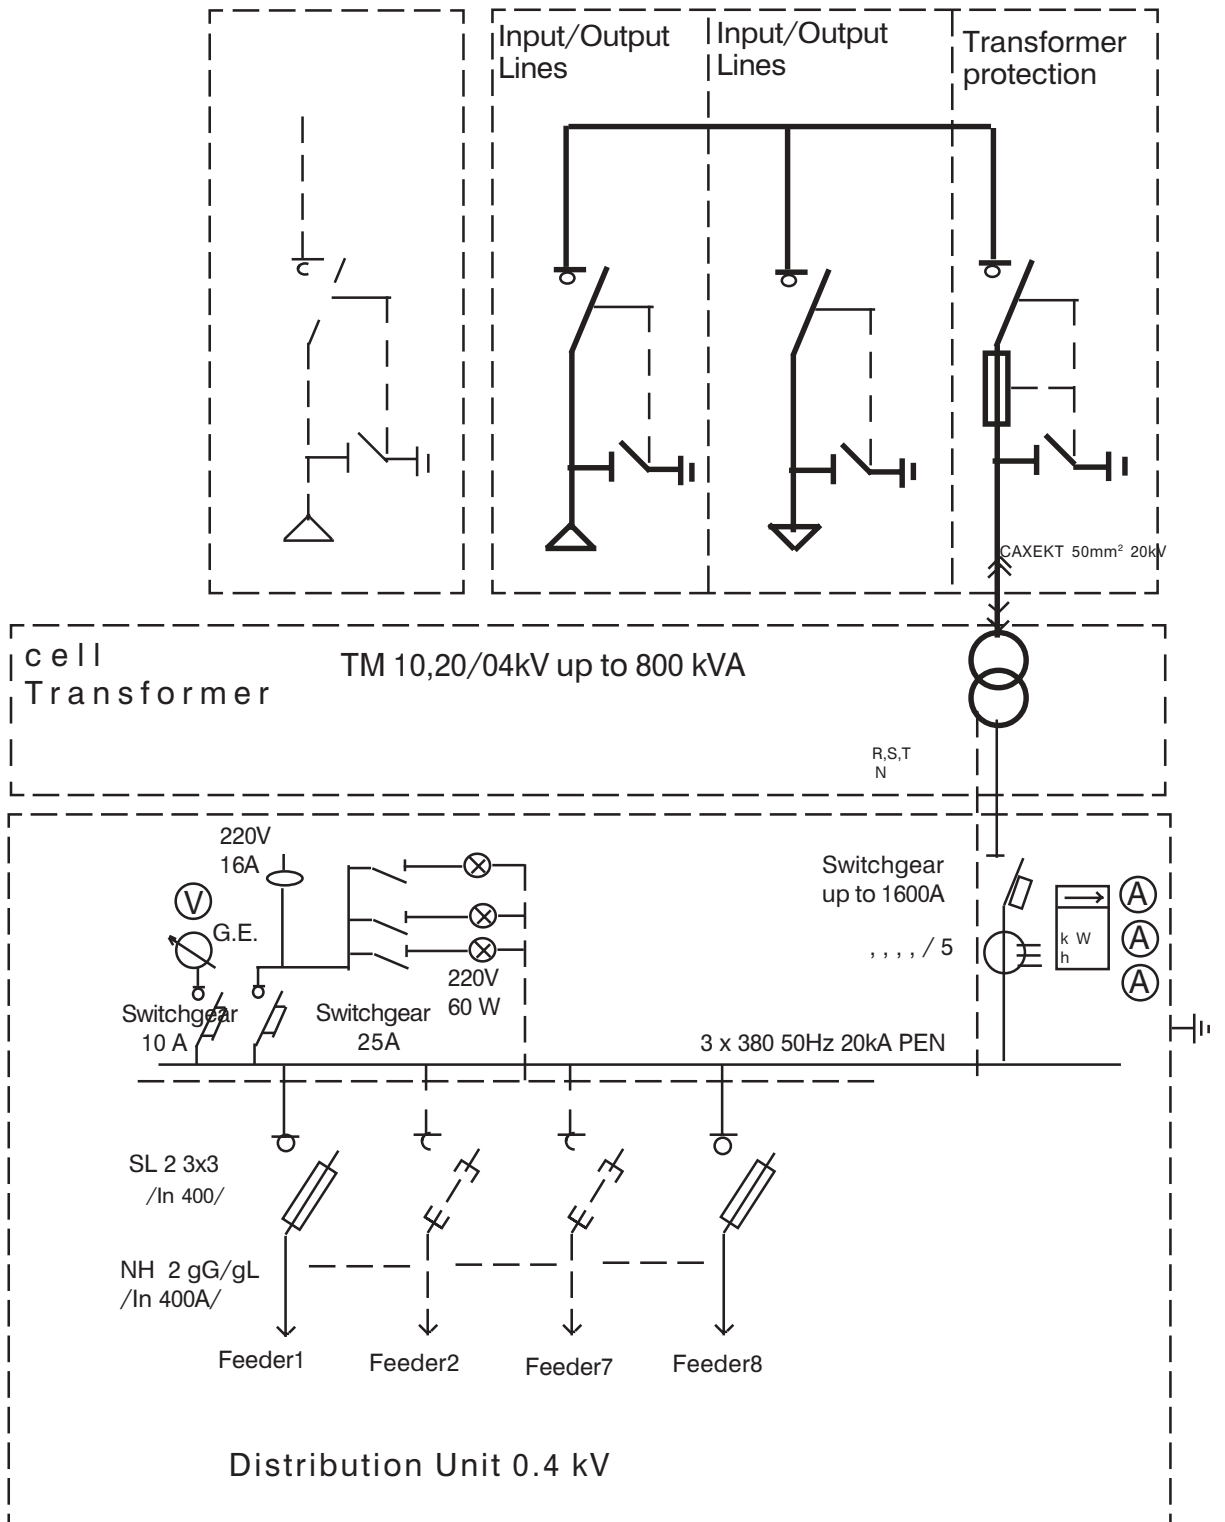 Input/Output
Lines
Input/Output
Lines
Transformer
protection
CAXEKT 50mm² 20kV
cell
Transformer
TM 10,20/04kV up to 800 kVA
R,S,T
N
220V
16A
V
G.E.
Switchgear
10 A
Switchgear
25A
220V
60 W
Switchgear
up to 1600A
, , , , / 5
k W
h
A
A
A
3 x 380 50Hz 20kA PEN
SL 2 3x3
/In 400/
NH 2 gG/gL
/In 400A/
Feeder1
Feeder2
Feeder7
Feeder8
Distribution Unit 0.4 kV